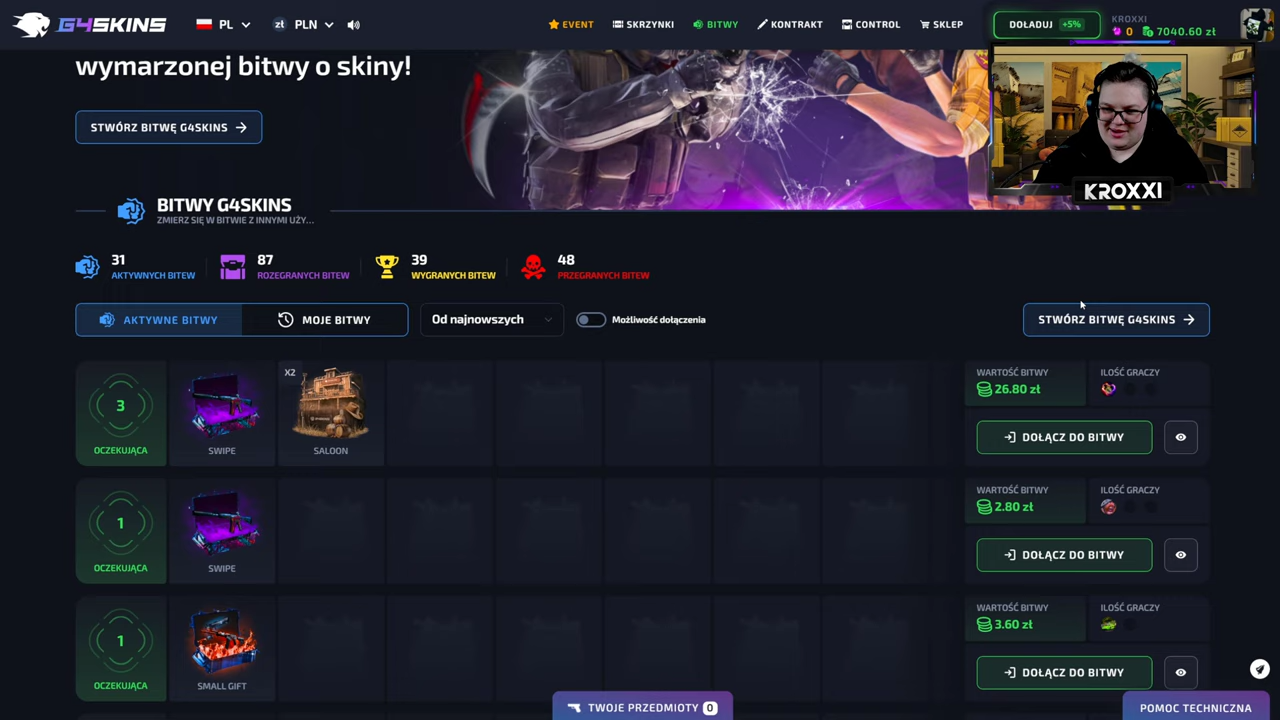 G4SKINS
PL
zł PLN
EVENT
SKRZYNKI
BITWY
KONTRAKT
CONTROL
SKLEP
DOŁADUJ +5%
KROXXI
0 7040.60 zł
wymarzonej bitwy o skiny!
STWÓRZ BITWĘ G4SKINS
KROXXI
BITWY G4SKINS
ZMIERZ SIĘ W BITWIE Z INNYMI UŻY...
31
AKTYWNYCH BITEW
87
ROZEGRANYCH BITEW
39
WYGRANYCH BITEW
48
PRZEGRANYCH BITEW
AKTYWNE BITWY
MOJE BITWY
Od najnowszych
Możliwość dołączenia
STWÓRZ BITWĘ G4SKINS
3
OCZEKUJĄCA
SWIPE
X2
SALOON
WARTOŚĆ BITWY
26.80 zł
ILOŚĆ GRACZY
DOŁĄCZ DO BITWY
1
OCZEKUJĄCA
SWIPE
WARTOŚĆ BITWY
2.80 zł
ILOŚĆ GRACZY
DOŁĄCZ DO BITWY
1
OCZEKUJĄCA
SMALL GIFT
WARTOŚĆ BITWY
3.60 zł
ILOŚĆ GRACZY
DOŁĄCZ DO BITWY
TWOJE PRZEDMIOTY 0
POMOC TECHNICZNA